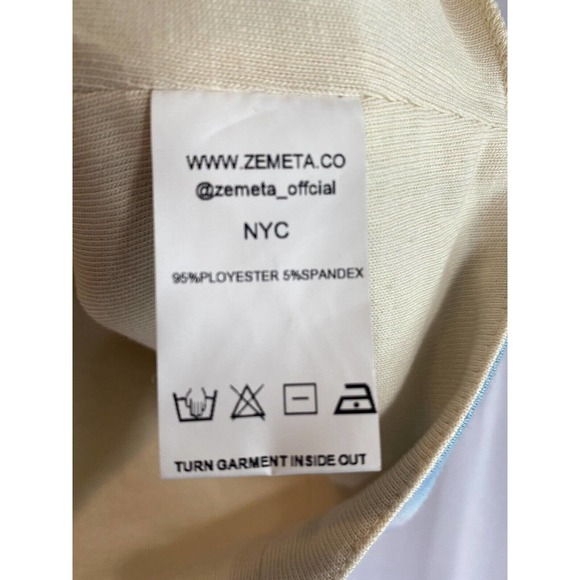 WWW.ZEMETA.CO
@zemeta_offcial
NYC
95%PLOYESTER 5%SPANDEX
TURN GARMENT INSIDE OUT